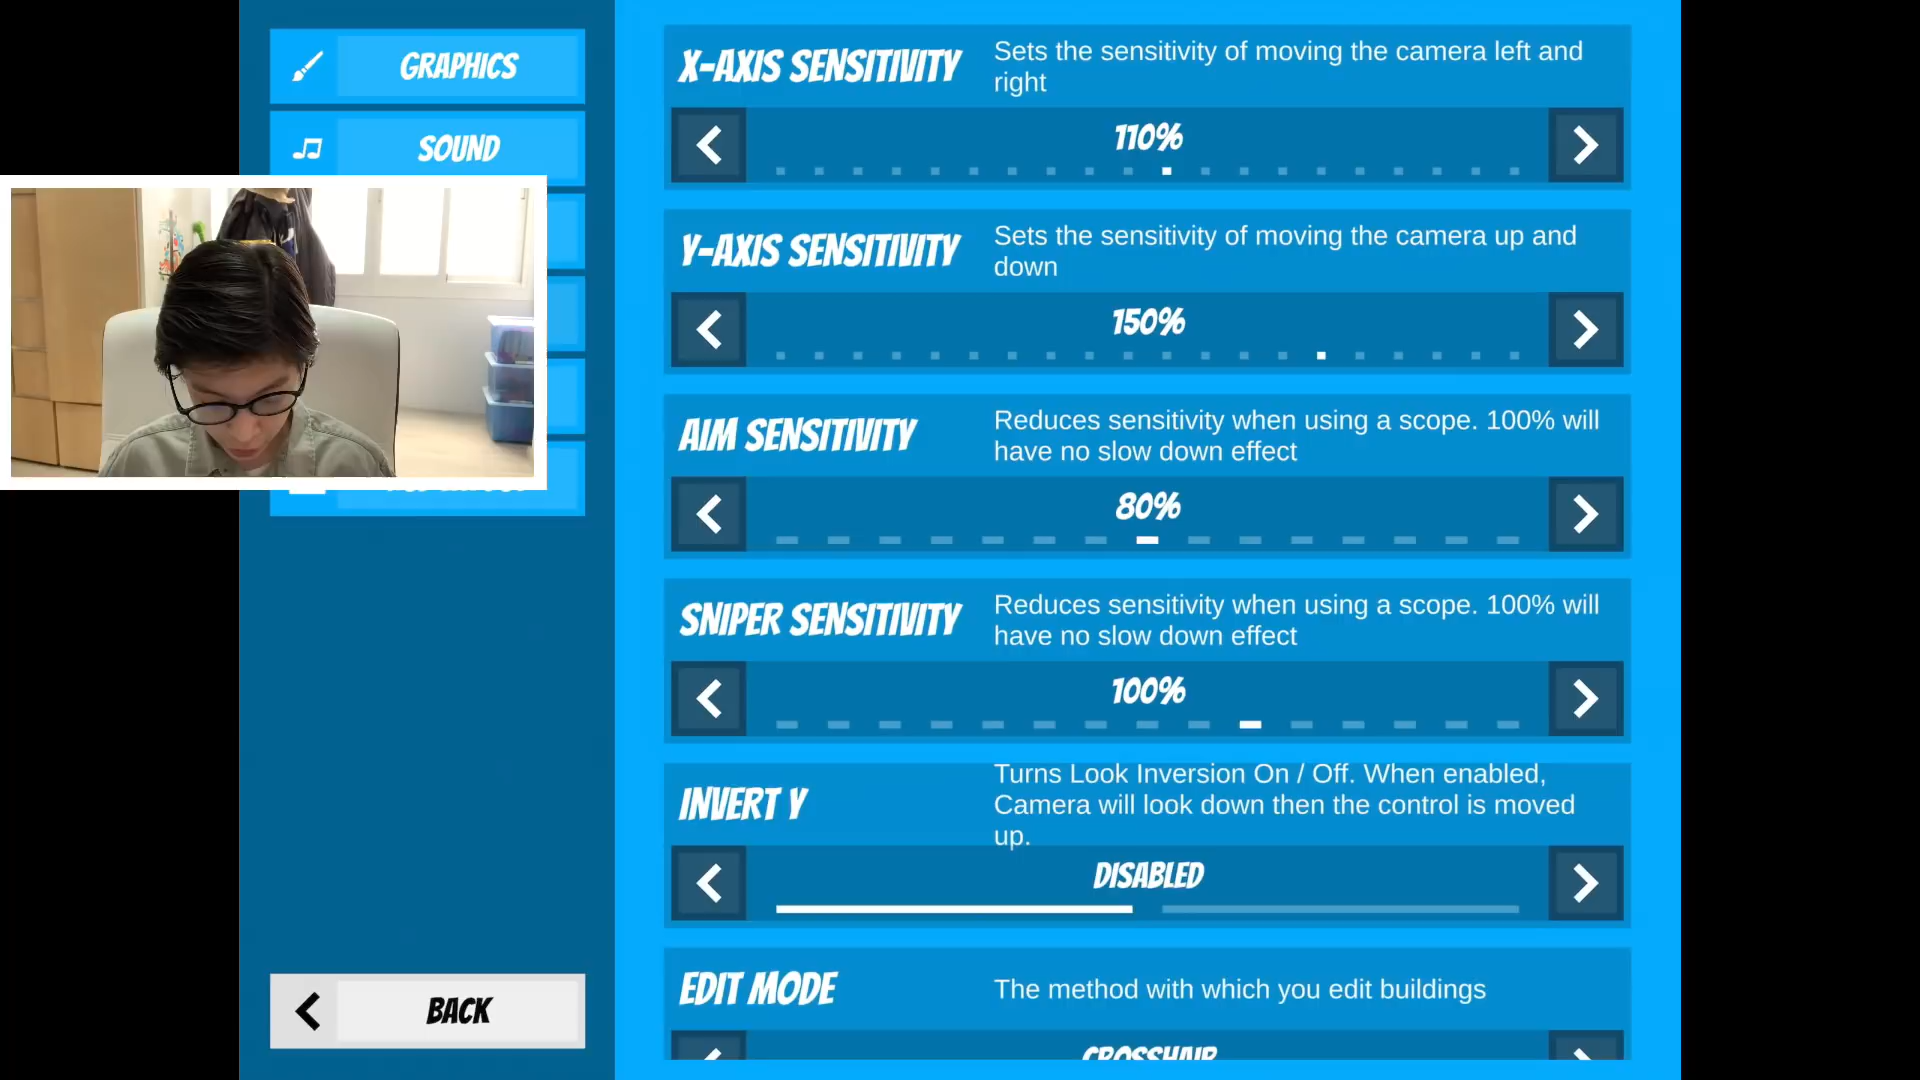 GRAPHICS
SOUND
BACK
X-AXIS SENSITIVITY
Sets the sensitivity of moving the camera left and
right
110%
Y-AXIS SENSITIVITY
Sets the sensitivity of moving the camera up and
down
150%
AIM SENSITIVITY
Reduces sensitivity when using a scope. 100% will
have no slow down effect
80%
SNIPER SENSITIVITY
Reduces sensitivity when using a scope. 100% will
have no slow down effect
100%
INVERT Y
Turns Look Inversion On / Off. When enabled,
Camera will look down then the control is moved
up.
DISABLED
EDIT MODE
The method with which you edit buildings
CROSSHAIR